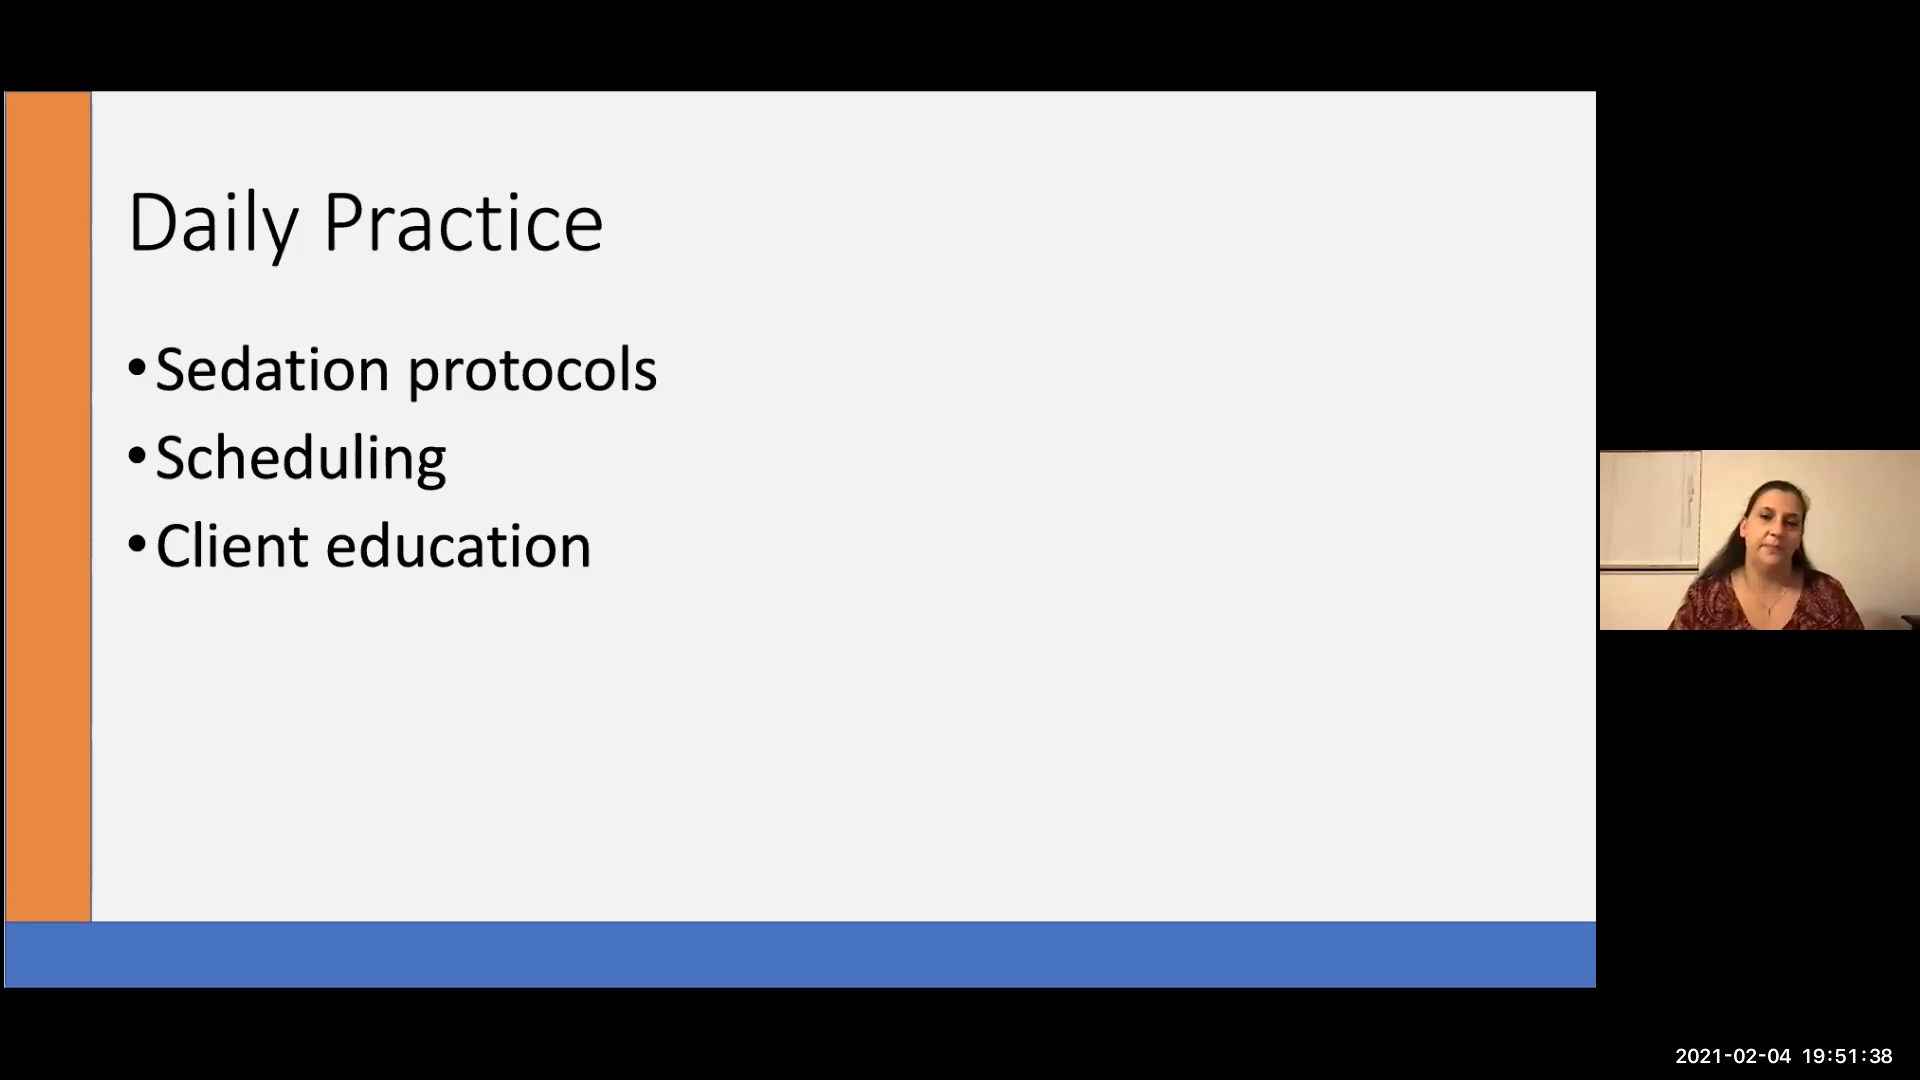 Daily Practice
•Sedation protocols
•Scheduling
•Client education
2021-02-04 19:51:38